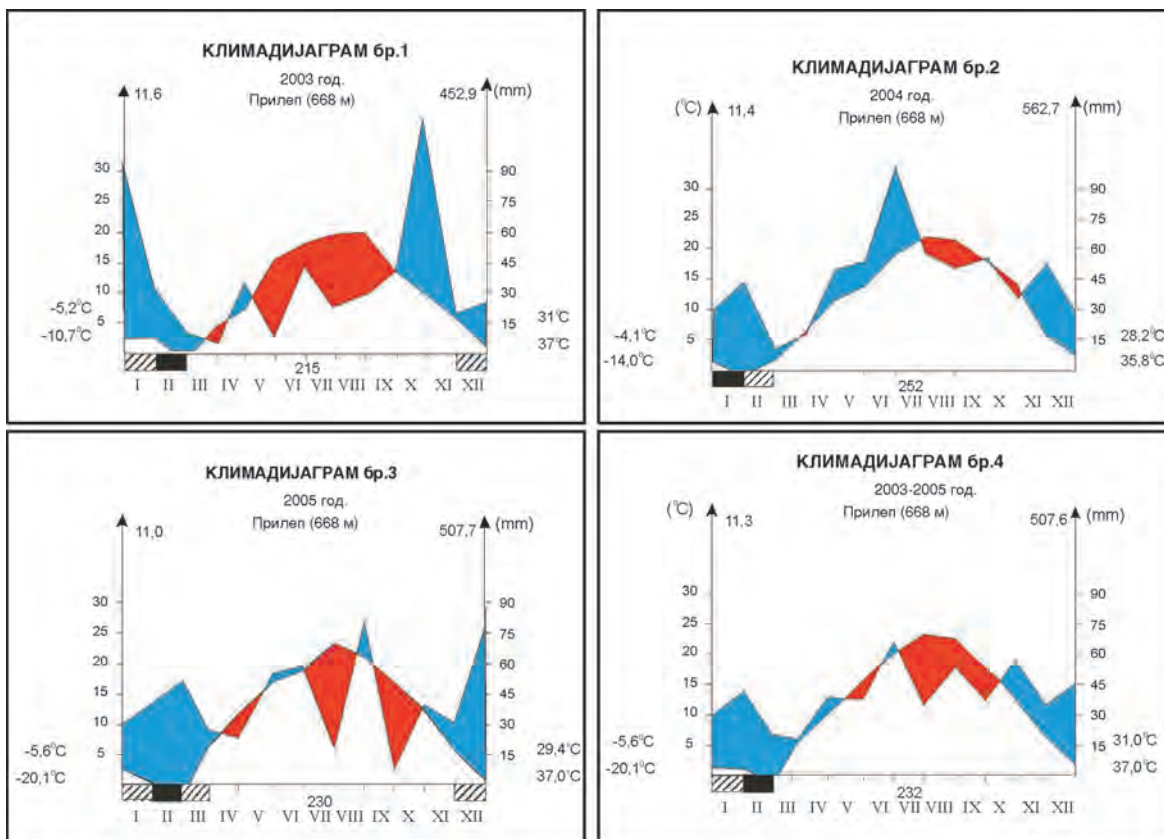 КЛИМАДИЈАГРАМ бр.1
2003 год.
Прилеп (668 м)
11,6
452,9 (mm)
30
25
20
15
10
5
90
75
60
45
30
15
-5,2°C
-10,7°C
31°C
37°C
215
I II III IV V VI VII VIII IX X XI XII
КЛИМАДИЈАГРАМ бр.2
2004 год.
Прилеп (668 м)
(°C) 11,4
562,7 (mm)
30
25
20
15
10
5
90
75
60
45
30
15
-4,1°C
-14,0°C
28,2°C
35,8°C
252
I II III IV V VI VII VIII IX X XI XII
КЛИМАДИЈАГРАМ бр.3
2005 год.
Прилеп (668 м)
11,0
507,7 (mm)
30
25
20
15
10
5
90
75
60
45
30
15
-5,6°C
-20,1°C
29,4°C
37,0°C
230
I II III IV V VI VII VIII IX X XI XII
КЛИМАДИЈАГРАМ бр.4
2003-2005 год.
Прилеп (668 м)
(°C) 11,3
507,6 (mm)
30
25
20
15
10
5
90
75
60
45
30
15
-5,6°C
-20,1°C
31,0°C
37,0°C
232
I II III IV V VI VII VIII IX X XI XII